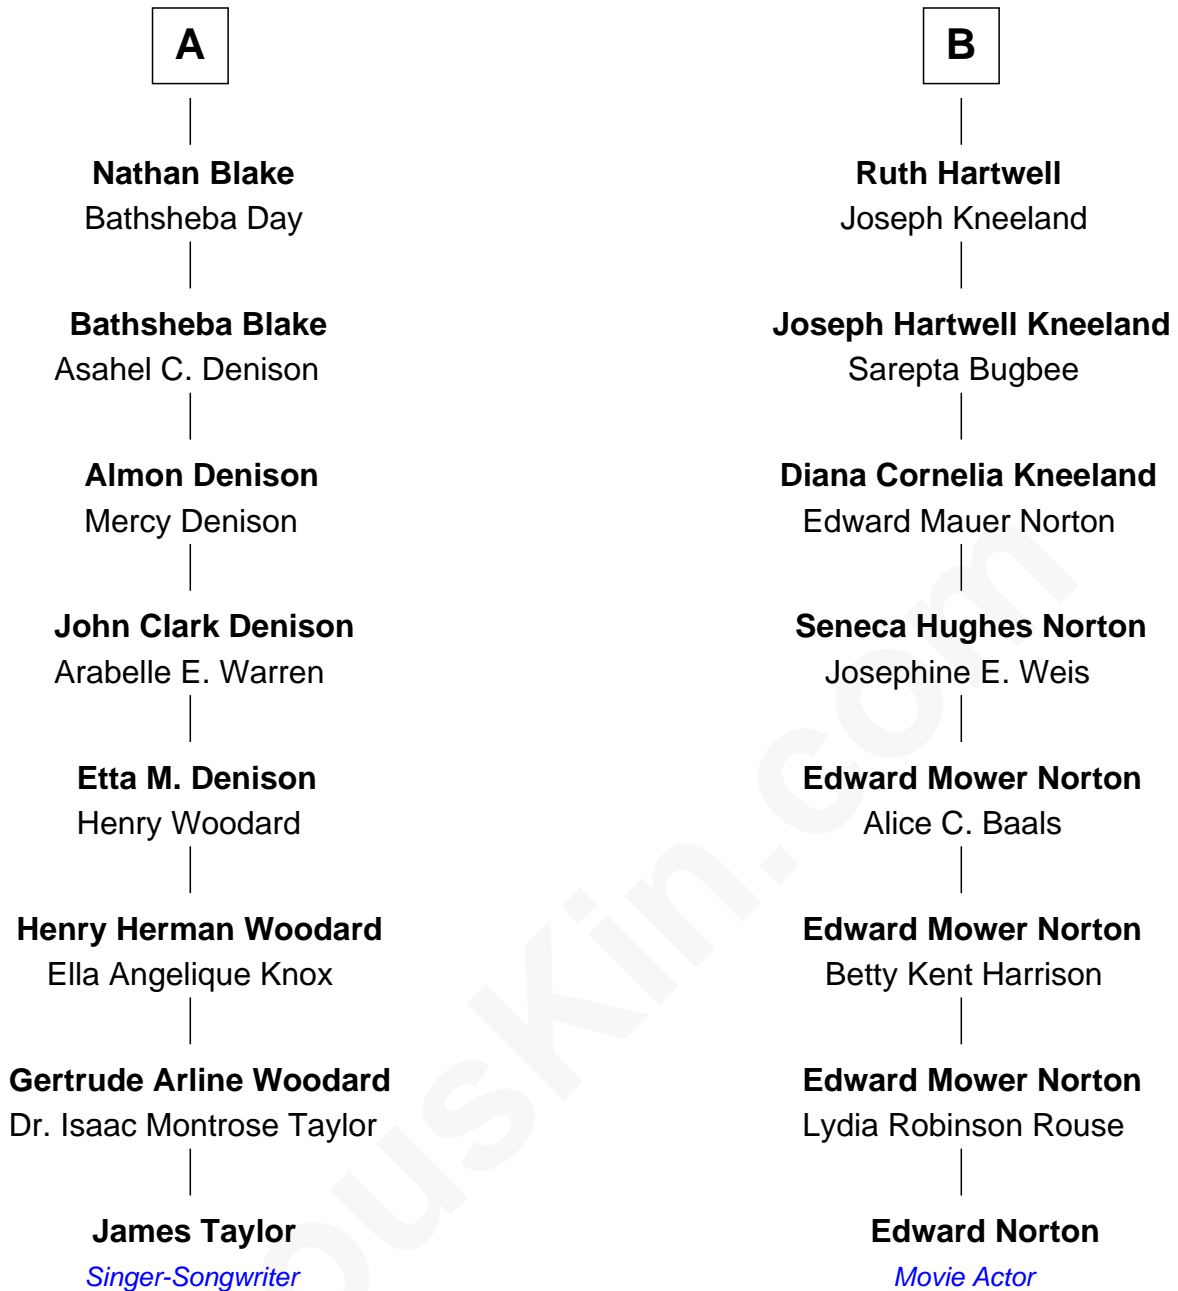 A
Nathan Blake
Bathsheba Day
Bathsheba Blake
Asahel C. Denison
Almon Denison
Mercy Denison
John Clark Denison
Arabelle E. Warren
Etta M. Denison
Henry Woodard
Henry Herman Woodard
Ella Angelique Knox
Gertrude Arline Woodard
Dr. Isaac Montrose Taylor
James Taylor
Singer-Songwriter
B
Ruth Hartwell
Joseph Kneeland
Joseph Hartwell Kneeland
Sarepta Bugbee
Diana Cornelia Kneeland
Edward Mauer Norton
Seneca Hughes Norton
Josephine E. Weis
Edward Mower Norton
Alice C. Baals
Edward Mower Norton
Betty Kent Harrison
Edward Mower Norton
Lydia Robinson Rouse
Edward Norton
Movie Actor
ousKin.com